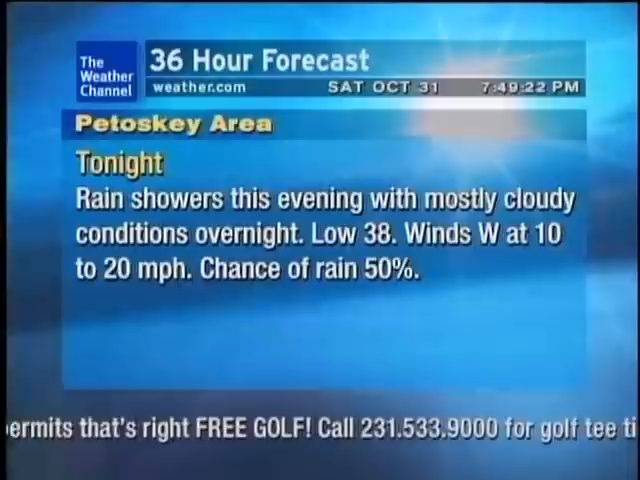 The
Weather
Channel
36 Hour Forecast
weather.com SAT OCT 31 7:49:22 PM
Petoskey Area
Tonight
Rain showers this evening with mostly cloudy
conditions overnight. Low 38. Winds W at 10
to 20 mph. Chance of rain 50%.
ermits that's right FREE GOLF! Call 231.533.9000 for golf tee ti